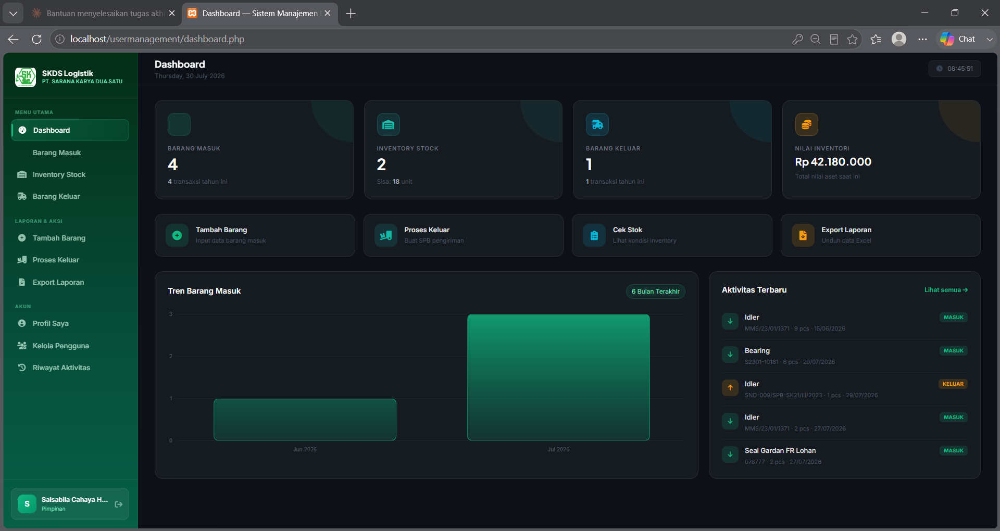 Bantuan menyelesaikan tugas akhi
Dashboard — Sistem Manajemen
localhost/usermanagement/dashboard.php
Chat
SK
SKDS Logistik
PT. SARANA KARYA DUA SATU
MENU UTAMA
Dashboard
Barang Masuk
Inventory Stock
Barang Keluar
LAPORAN & AKSI
Tambah Barang
Proses Keluar
Export Laporan
AKUN
Profil Saya
Kelola Pengguna
Riwayat Aktivitas
S
Salsabila Cahaya H...
Pimpinan
Dashboard
Thursday, 30 July 2026
08:45:51
BARANG MASUK
4
4 transaksi tahun ini
INVENTORY STOCK
2
Sisa: 18 unit
BARANG KELUAR
1
1 transaksi tahun ini
NILAI INVENTORI
Rp 42.180.000
Total nilai aset saat ini
Tambah Barang
Input data barang masuk
Proses Keluar
Buat SPB pengiriman
Cek Stok
Lihat kondisi inventory
Export Laporan
Unduh data Excel
Tren Barang Masuk
6 Bulan Terakhir
3
2
1
0
Jun 2026
Jul 2026
Aktivitas Terbaru
Lihat semua →
Idler
MASUK
MMS/23/01/1371 · 9 pcs · 15/06/2026
Bearing
MASUK
S2301-10181 · 6 pcs · 29/07/2026
Idler
KELUAR
SND-009/SPB-SK21/III/2023 · 1 pcs · 29/07/2026
Idler
MASUK
MMS/23/01/1371 · 2 pcs · 27/07/2026
Seal Gardan FR Lohan
MASUK
078777 · 2 pcs · 27/07/2026